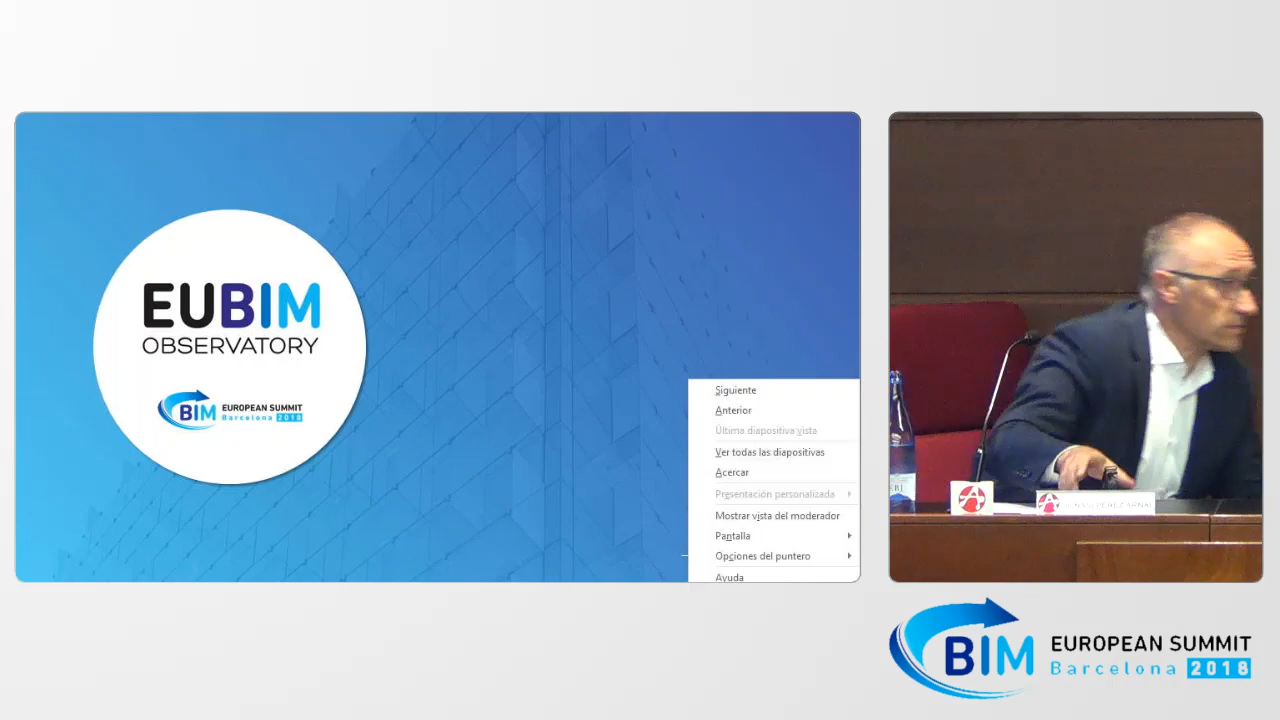 EUBIM
OBSERVATORY
BIM
EUROPEAN SUMMIT
Barcelona 2018
Siguiente
Anterior
Última diapositiva vista
Ver todas las diapositivas
Acercar
Presentación personalizada
Mostrar vista del moderador
Pantalla
Opciones del puntero
Ayuda
BIM
EUROPEAN SUMMIT
Barcelona 2018